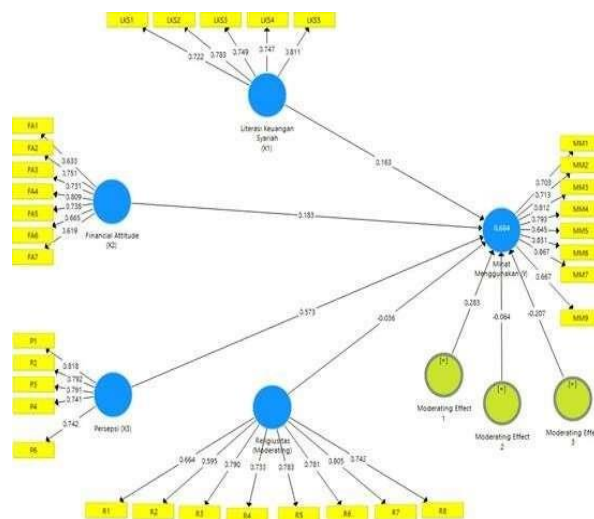 LKS1
LKS2
LKS3
LKS4
LKS5
0.722
0.783
0.749
0.747
0.811
Literasi Keuangan
Syariah
(X1)
FA1
FA2
FA3
FA4
FA5
FA6
FA7
0.633
0.751
0.731
0.809
0.735
0.665
0.619
Financial Attitude
(X2)
0.163
0.183
0.573
-0.036
MM1
MM2
MM3
MM4
MM5
MM6
MM7
MM9
0.703
0.713
0.812
0.793
0.645
0.831
0.667
0.667
Minat
Menggunakan (Y)
0.283
-0.064
-0.207
[+]
[+]
[+]
Moderating Effect
1
Moderating Effect
2
Moderating Effect
3
P1
P2
P3
P4
P6
0.818
0.792
0.791
0.741
0.742
Persepsi (X3)
Religiusitas
(Moderating)
0.664
0.595
0.790
0.733
0.783
0.781
0.805
0.742
R1
R2
R3
R4
R5
R6
R7
R8